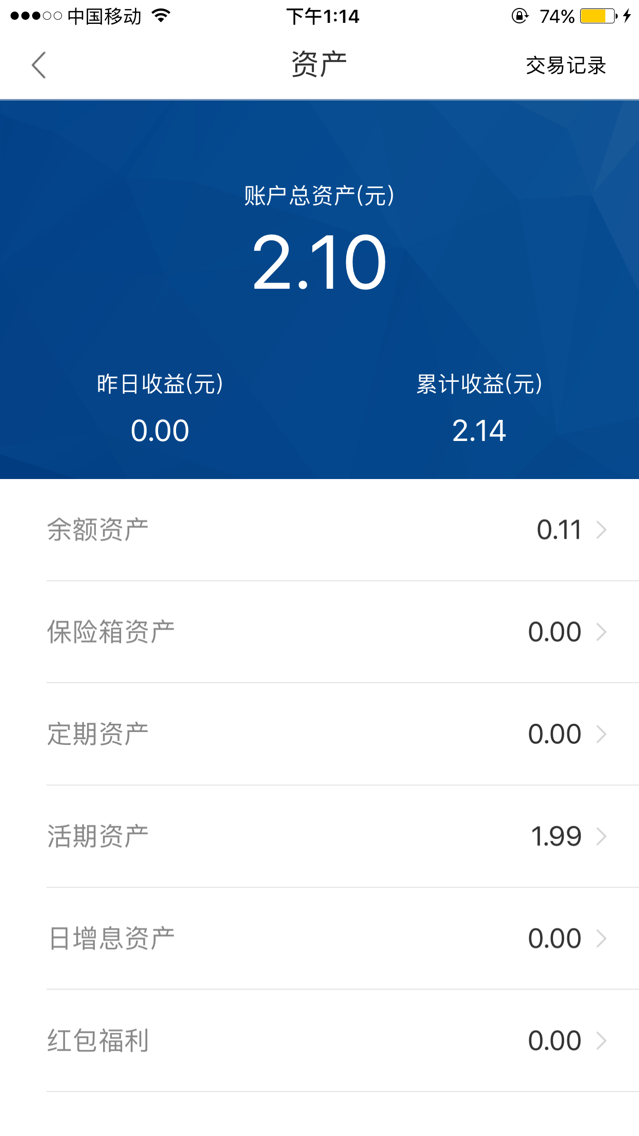 中国移动 下午1:14 74%
资产 交易记录
账户总资产(元)
2.10
昨日收益(元) 累计收益(元)
0.00 2.14
余额资产 0.11
保险箱资产 0.00
定期资产 0.00
活期资产 1.99
日增息资产 0.00
红包福利 0.00